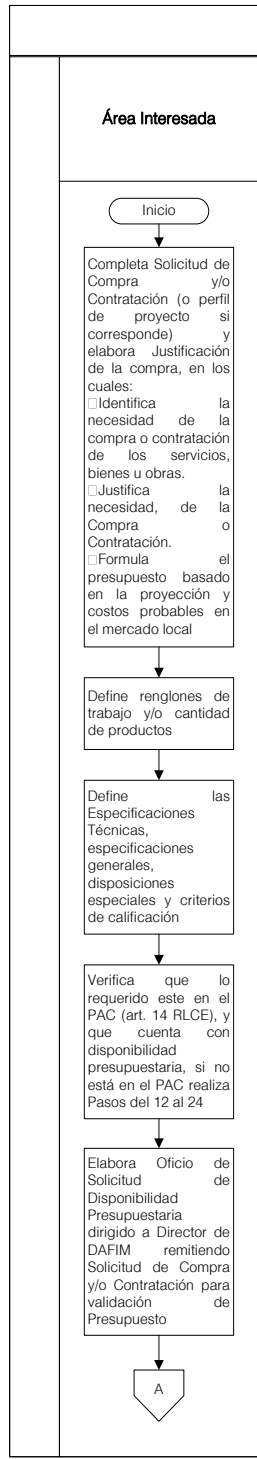 Área Interesada
Inicio
Completa Solicitud de
Compra y/o
Contratación (o perfil
de proyecto si
corresponde) y
elabora Justificación
de la compra, en los
cuales:
□Identifica la
necesidad de la
compra o contratación
de los servicios,
bienes u obras.
□Justifica la
necesidad, de la
Compra o
Contratación.
□Formula el
presupuesto basado
en la proyección y
costos probables en
el mercado local
Define renglones de
trabajo y/o cantidad
de productos
Define las
Especificaciones
Técnicas,
especificaciones
generales,
disposiciones
especiales y criterios
de calificación
Verifica que lo
requerido este en el
PAC (art. 14 RLCE), y
que cuenta con
disponibilidad
presupuestaria, si no
está en el PAC realiza
Pasos del 12 al 24
Elabora Oficio de
Solicitud de
Disponibilidad
Presupuestaria
dirigido a Director de
DAFIM remitiendo
Solicitud de Compra
y/o Contratación para
validación de
Presupuesto
A